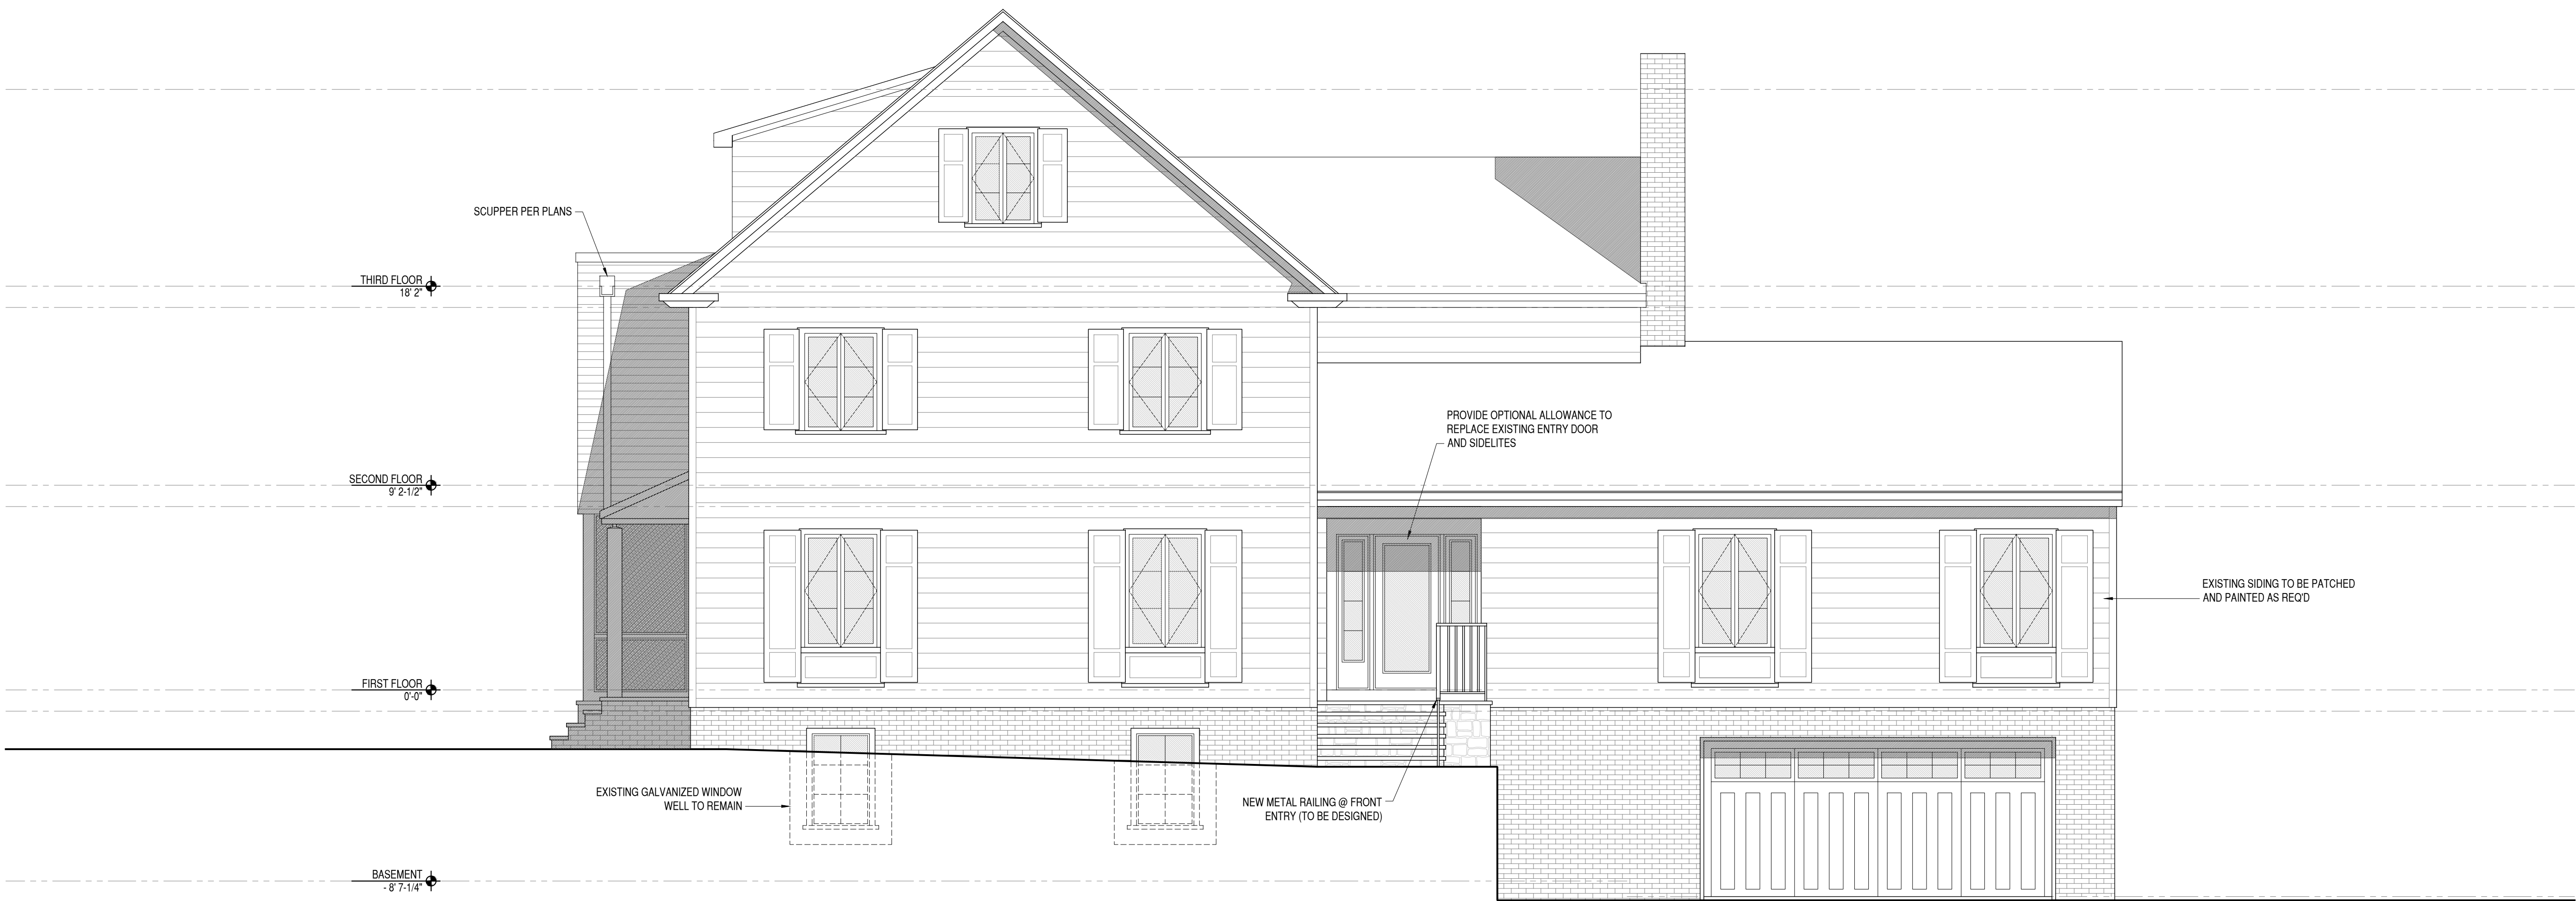 SCUPPER PER PLANS
THIRD FLOOR
18' 2"
PROVIDE OPTIONAL ALLOWANCE TO
REPLACE EXISTING ENTRY DOOR
AND SIDELITES
SECOND FLOOR
9' 2-1/2"
EXISTING SIDING TO BE PATCHED
AND PAINTED AS REQ'D
FIRST FLOOR
0'-0"
EXISTING GALVANIZED WINDOW
WELL TO REMAIN
NEW METAL RAILING @ FRONT
ENTRY (TO BE DESIGNED)
BASEMENT
- 8' 7-1/4"